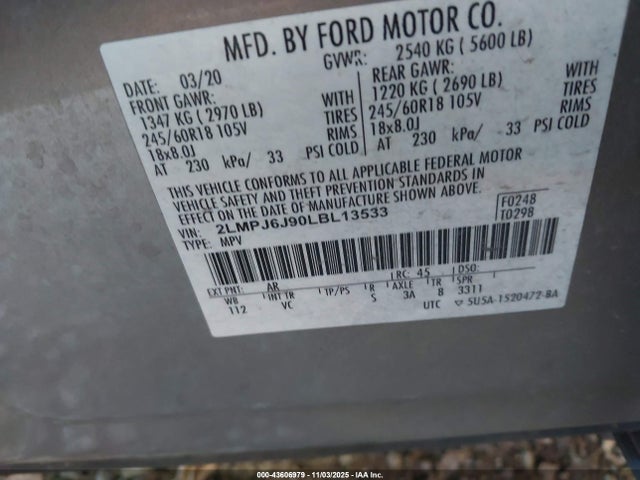 MFD. BY FORD MOTOR CO.
DATE: 03/20 GVWR: 2540 KG ( 5600 LB)
FRONT GAWR: REAR GAWR:
1347 KG ( 2970 LB) WITH 1220 KG ( 2690 LB) WITH
245/60R18 105V TIRES 245/60R18 105V TIRES
18x8.0J RIMS 18x8.0J RIMS
AT 230 kPa/ 33 PSI COLD AT 230 kPa/ 33 PSI COLD
THIS VEHICLE CONFORMS TO ALL APPLICABLE FEDERAL MOTOR
VEHICLE SAFETY AND THEFT PREVENTION STANDARDS IN
EFFECT ON THE DATE OF MANUFACTURE SHOWN ABOVE.
VIN: 2LMPJ6J90LBL13533 F0248
TYPE: MPV T0298
EXT PNT: AR RC: 45 DSO:
WB INT TR TP/PS R AXLE TR SPR
112 VC S 3A 8 3311
UTC 5U5A-1520472-BA
00-43606979 - 11/03/2025 - IAA Inc.